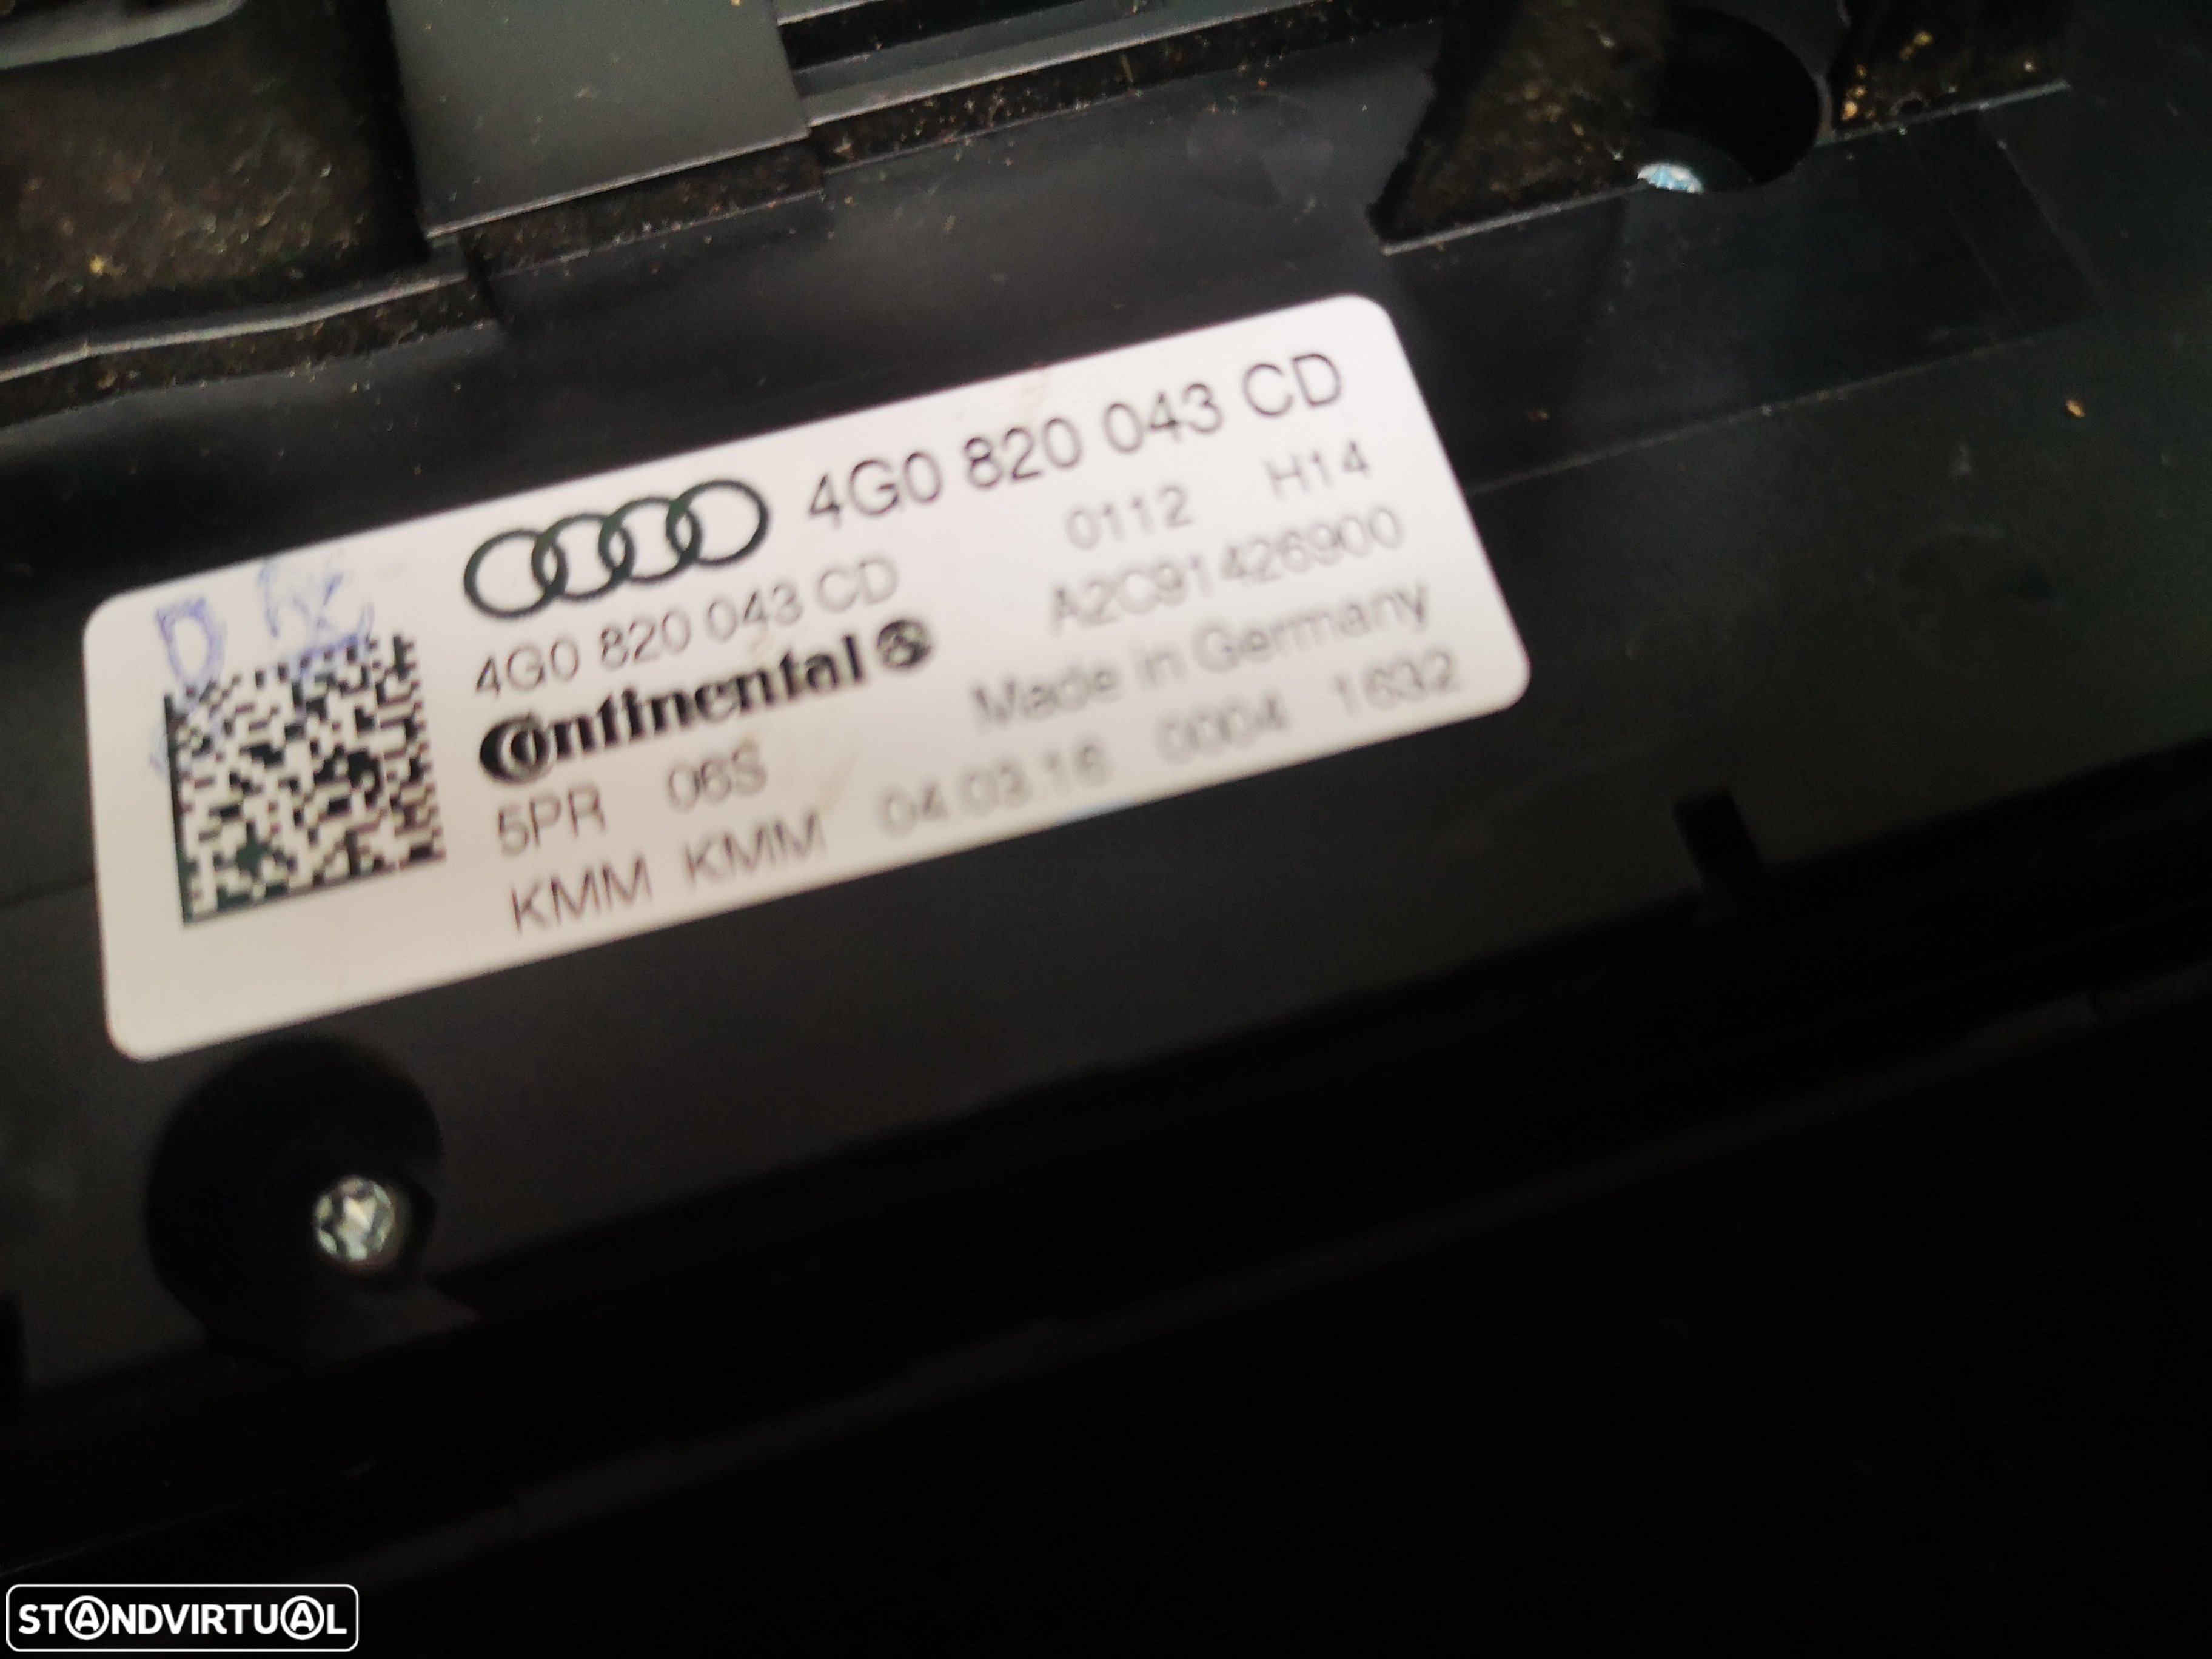 4G0 820 043 CD
0112 H14
4G0 820 043 CD
A2C91426900
Continental
Made in Germany
5PR 06S
KMM KMM 04.03.16 0004 1632
STANDVIRTUAL